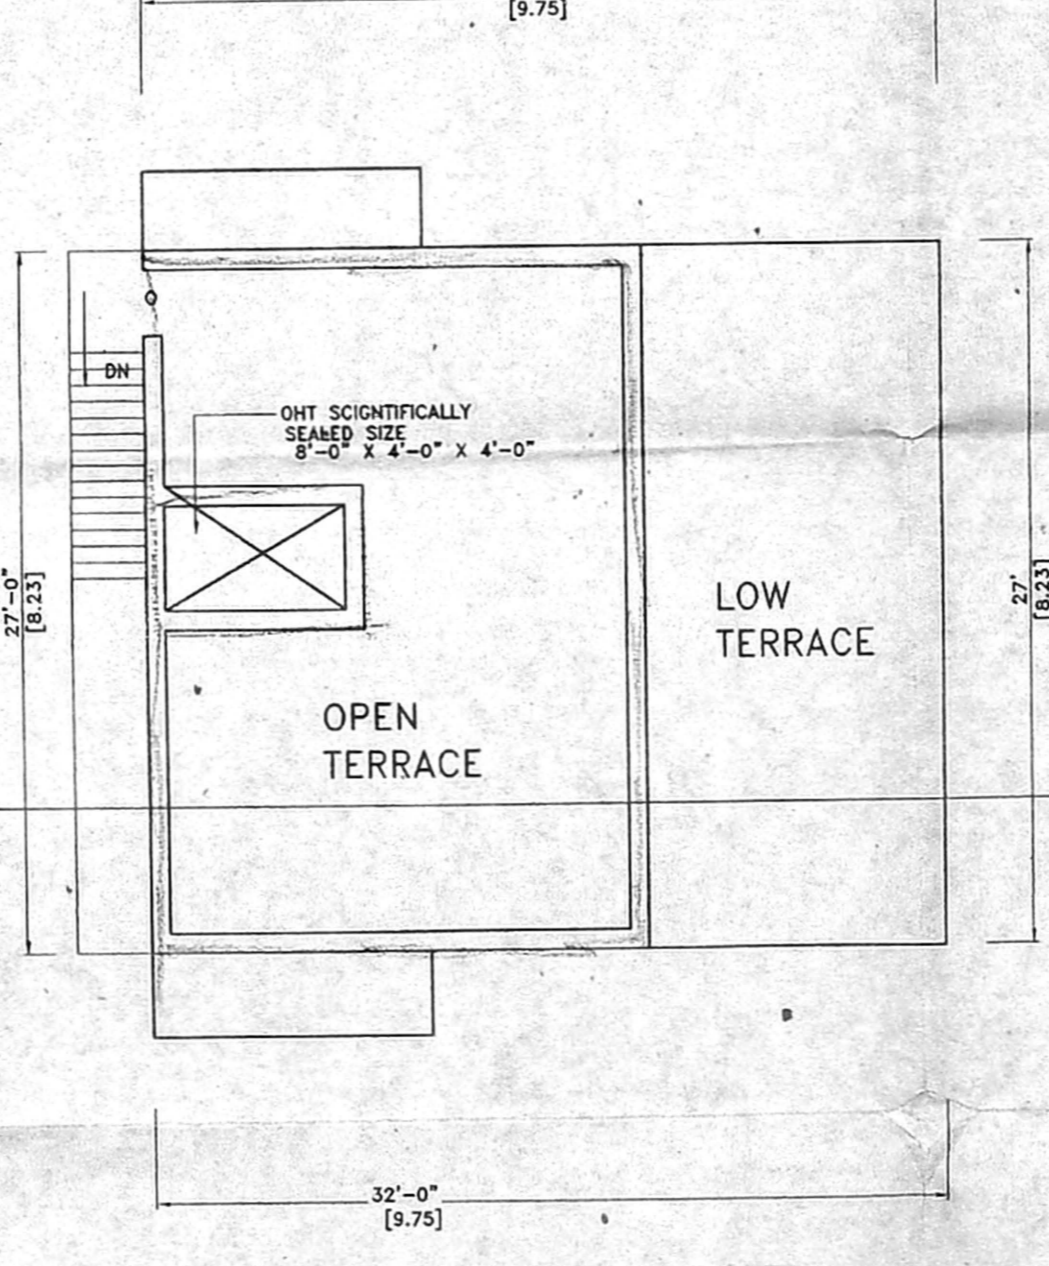 [9.75]
DN
OHT SCIGNTIFICALLY
SEALED SIZE
8'-0" X 4'-0" X 4'-0"
27'-0"
[8.23]
27'
[8.23]
LOW
TERRACE
OPEN
TERRACE
32'-0"
[9.75]